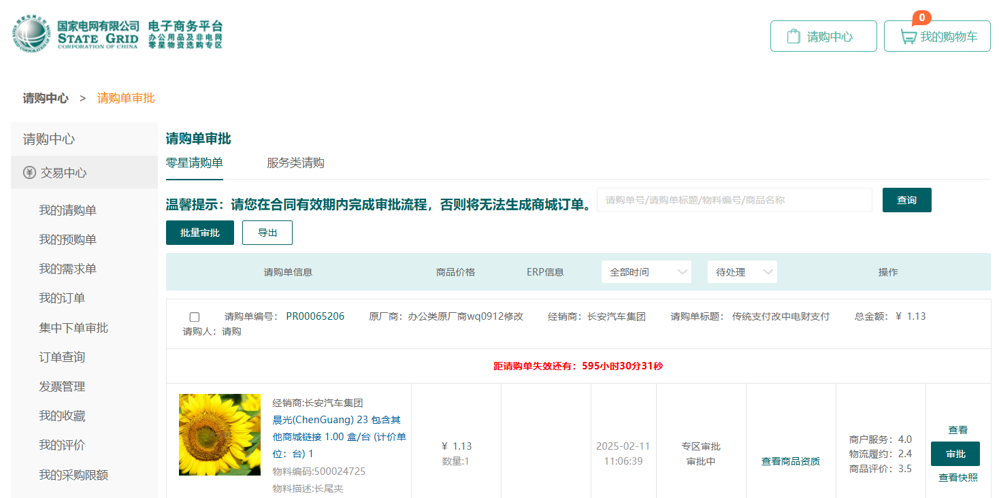 国家电网有限公司 电子商务平台
STATE GRID 办公用品及非电网
CORPORATION OF CHINA 零星物资选购专区
请购中心
0
我的购物车
请购中心 > 请购单审批
请购中心
交易中心
我的请购单
我的预购单
我的需求单
我的订单
集中下单审批
订单查询
发票管理
我的收藏
我的评价
我的采购限额
请购单审批
零星请购单 服务类请购
温馨提示：请您在合同有效期内完成审批流程，否则将无法生成商城订单。 请购单号/请购单标题/物料编号/商品名称 查询
批量审批 导出
请购单信息 商品价格 ERP信息 全部时间 待处理 操作
请购单编号： PR00065206 原厂商：办公类原厂商wq0912修改 经销商：长安汽车集团 请购单标题： 传统支付改中电财支付 总金额：￥ 1.13
请购人：请购
距请购单失效还有：595小时30分31秒
经销商:长安汽车集团
晨光(ChenGuang) 23 包含其
他商城链接 1.00 盒/台 (计价单
位：台) 1
物料编码:500024725
物料描述:长尾夹
￥ 1.13
数量:1
2025-02-11
11:06:39
专区审批
审批中
查看商品资质
商户服务：4.0
物流履约：2.4
商品评价：3.5
查看
审批
查看快照